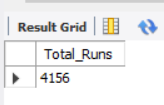 Result Grid
Total_Runs
4156